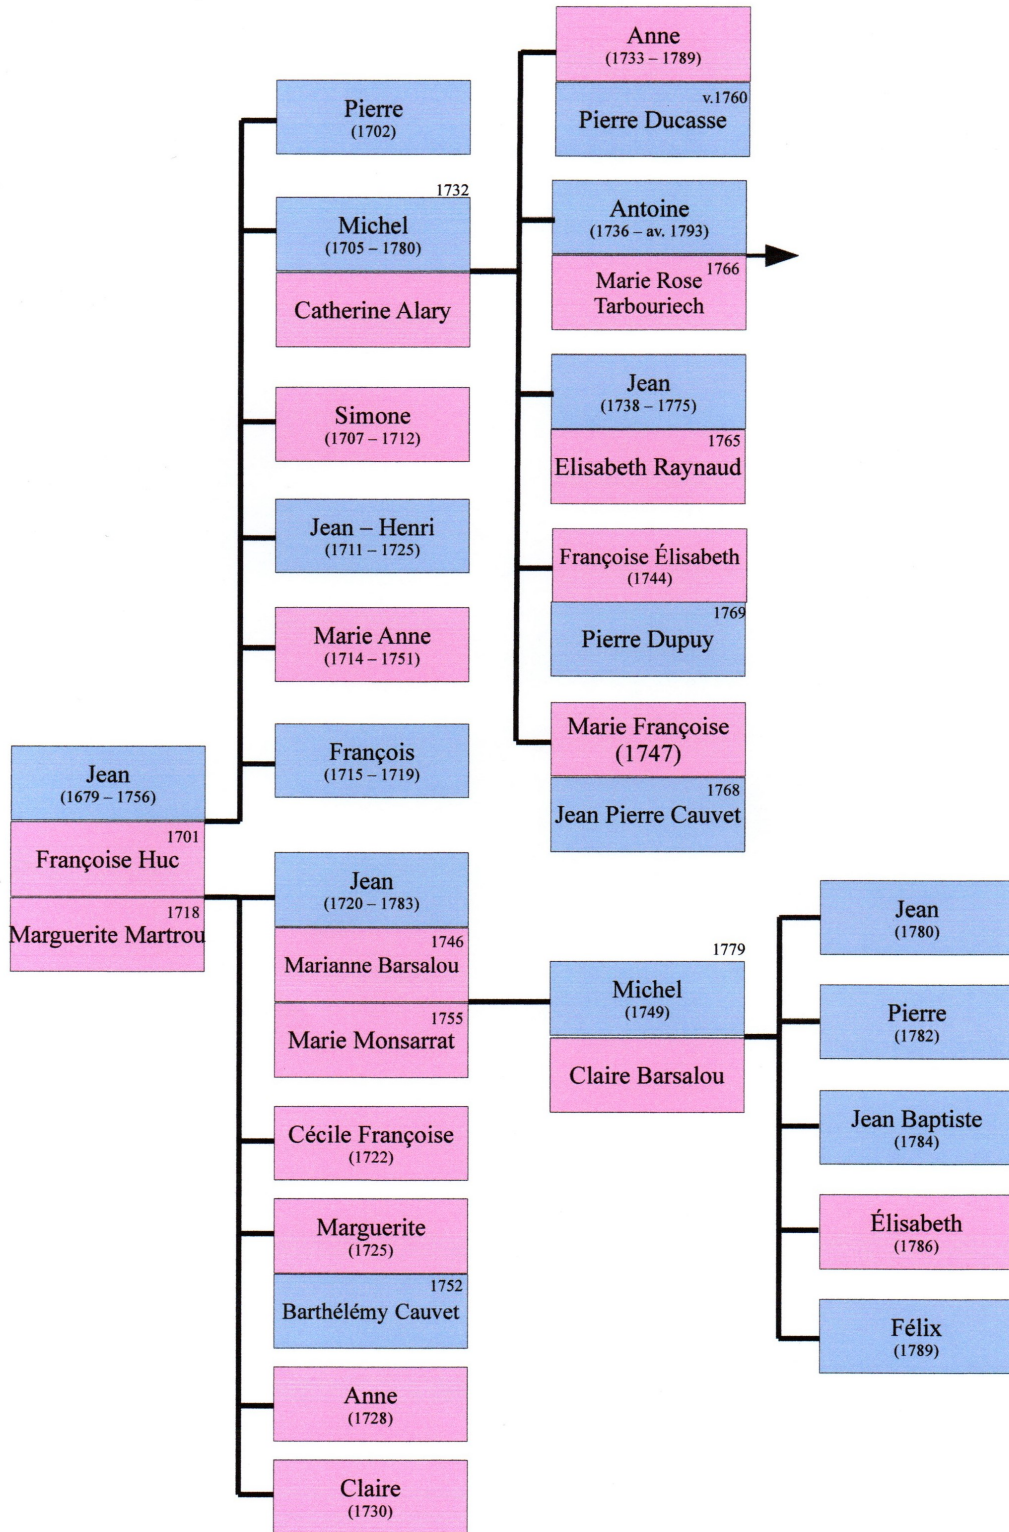 Jean
(1679 – 1756)
1701
Françoise Huc
1718
Marguerite Martrou
Pierre
(1702)
1732
Michel
(1705 – 1780)
Catherine Alary
Simone
(1707 – 1712)
Jean – Henri
(1711 – 1725)
Marie Anne
(1714 – 1751)
François
(1715 – 1719)
Anne
(1733 – 1789)
v.1760
Pierre Ducasse
Antoine
(1736 – av. 1793)
1766
Marie Rose
Tarbouriech
Jean
(1738 – 1775)
1765
Elisabeth Raynaud
Françoise Élisabeth
(1744)
1769
Pierre Dupuy
Marie Françoise
(1747)
1768
Jean Pierre Cauvet
Jean
(1720 – 1783)
1746
Marianne Barsalou
1755
Marie Monsarrat
Cécile Françoise
(1722)
Marguerite
(1725)
1752
Barthélémy Cauvet
Anne
(1728)
Claire
(1730)
1779
Michel
(1749)
Claire Barsalou
Jean
(1780)
Pierre
(1782)
Jean Baptiste
(1784)
Élisabeth
(1786)
Félix
(1789)